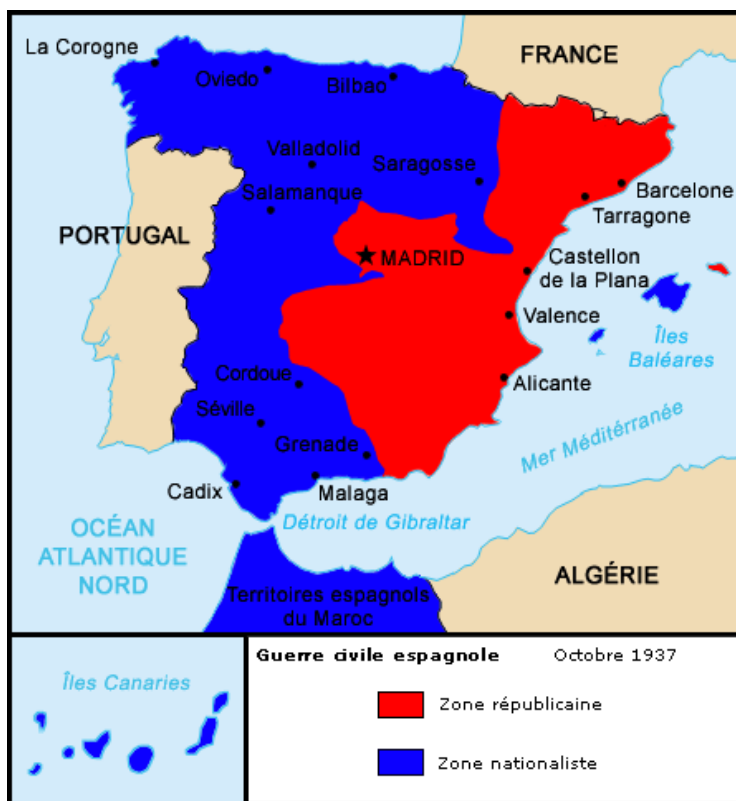 La Corogne
FRANCE
Oviedo
Bilbao
Valladolid
Saragosse
Salamanque
Barcelone
Tarragone
PORTUGAL
MADRID
Castellon
de la Plana
Valence
Îles
Baléares
Cordoue
Alicante
Séville
Mer Méditérranée
Grenade
Cadix
Malaga
Détroit de Gibraltar
OCÉAN
ATLANTIQUE
NORD
ALGÉRIE
Territoires espagnols
du Maroc
Îles Canaries
Guerre civile espagnole Octobre 1937
Zone républicaine
Zone nationaliste